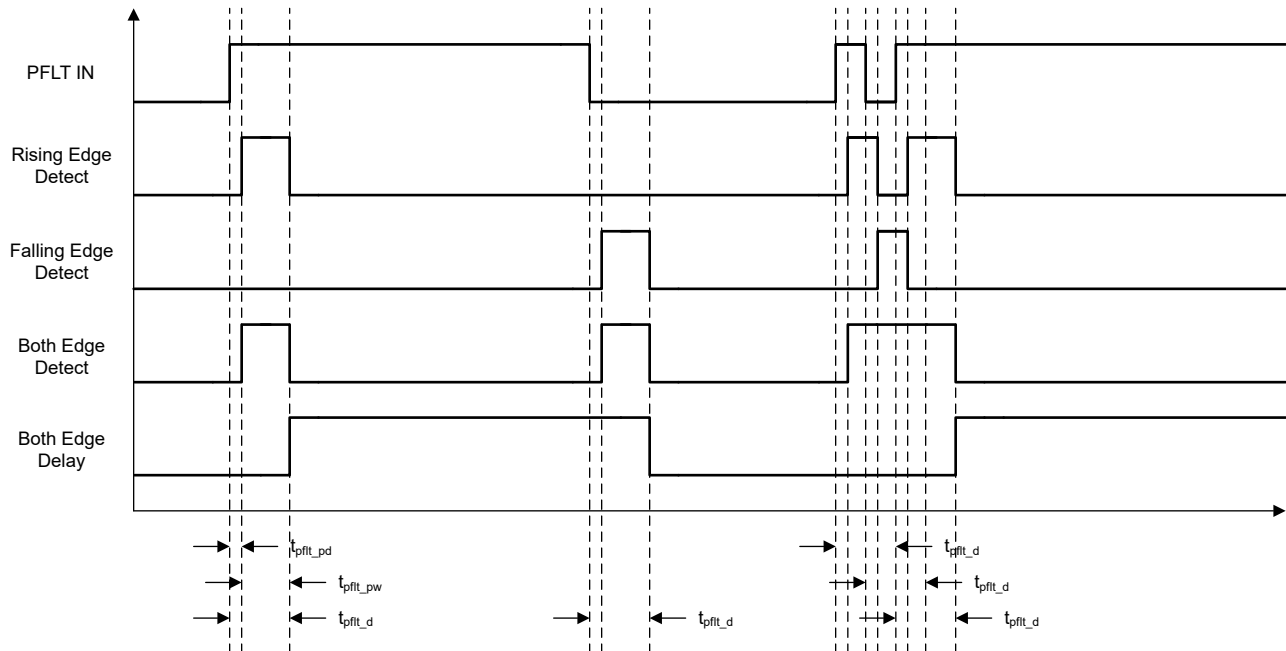 PFLT IN
Rising Edge
Detect
Falling Edge
Detect
Both Edge
Detect
Both Edge
Delay
tpflt_pd
tpflt_d
tpflt_pw
tpflt_d
tpflt_d
tpflt_d
tpflt_d